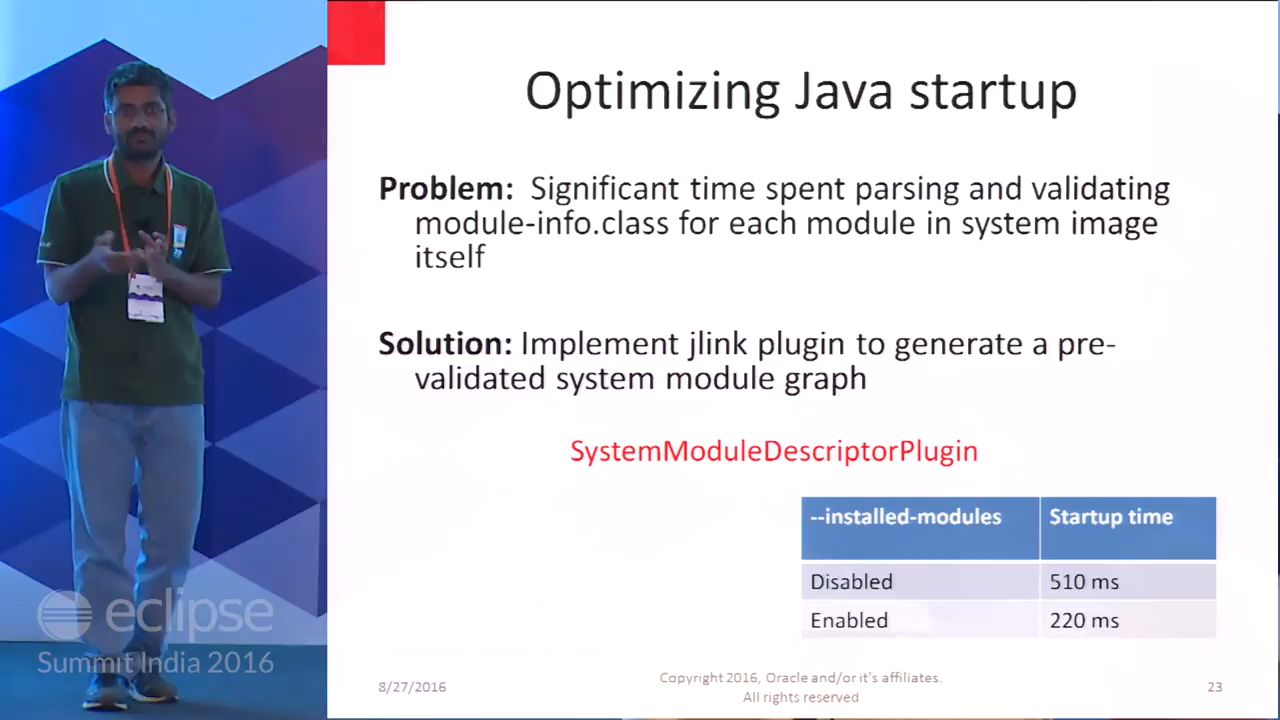 Optimizing Java startup
Problem: Significant time spent parsing and validating
module-info.class for each module in system image
itself
Solution: Implement jlink plugin to generate a pre-
validated system module graph
SystemModuleDescriptorPlugin
--installed-modules Startup time
Disabled 510 ms
Enabled 220 ms
eclipse
Summit India 2016
8/27/2016
Copyright 2016, Oracle and/or it's affiliates.
All rights reserved
23